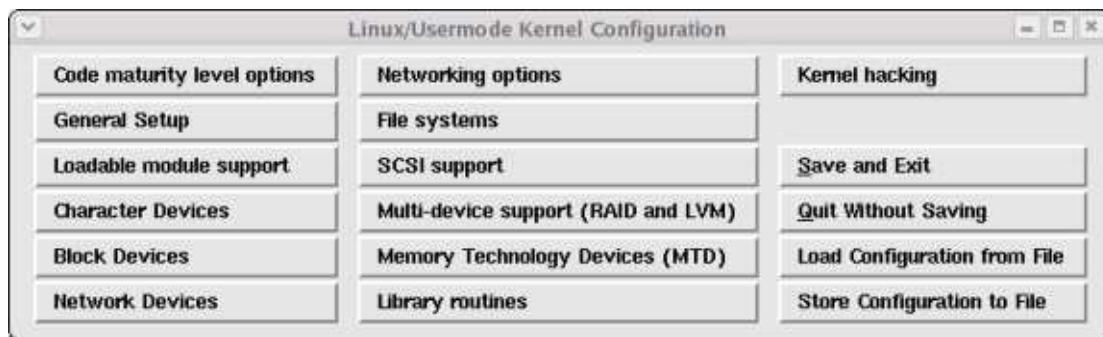 Linux/Usermode Kernel Configuration
Code maturity level options
General Setup
Loadable module support
Character Devices
Block Devices
Network Devices
Networking options
File systems
SCSI support
Multi-device support (RAID and LVM)
Memory Technology Devices (MTD)
Library routines
Kernel hacking
Save and Exit
Quit Without Saving
Load Configuration from File
Store Configuration to File